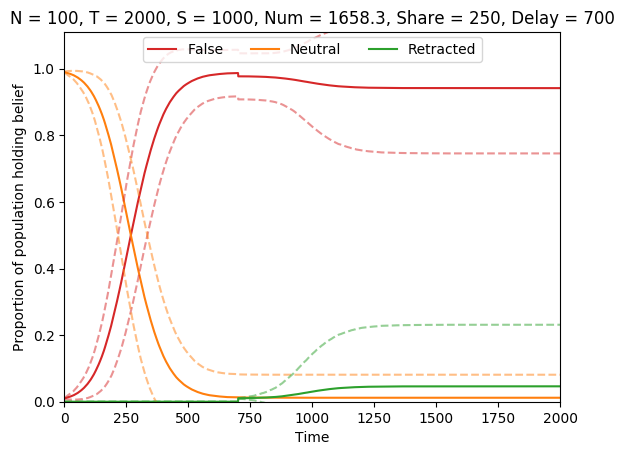 N = 100, T = 2000, S = 1000, Num = 1658.3, Share = 250, Delay = 700
False Neutral Retracted
1.0
0.8
0.6
0.4
0.2
0.0
Proportion of population holding belief
0 250 500 750 1000 1250 1500 1750 2000
Time